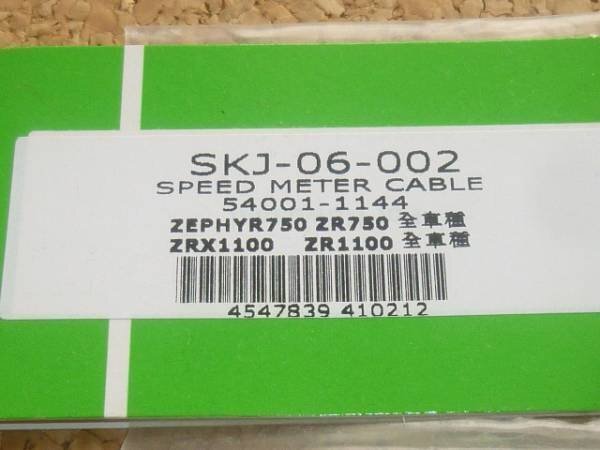 SKJ-06-002
SPEED METER CABLE
54001-1144
ZEPHYR750 ZR750 全車種
ZRX1100 ZR1100 全車種
4547839 410212